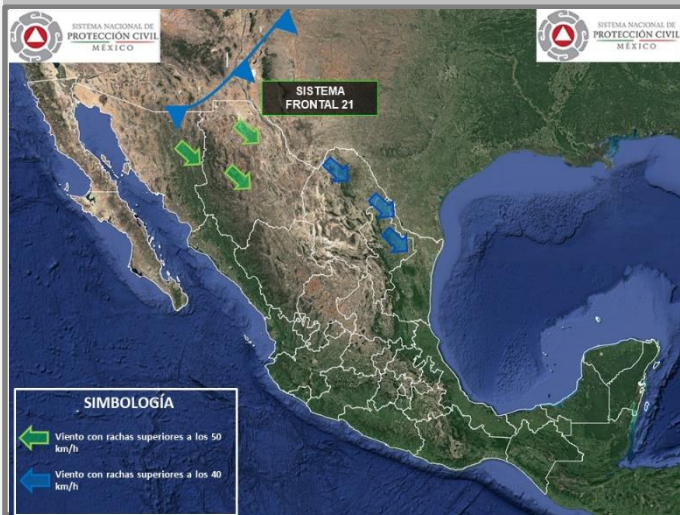 SISTEMA NACIONAL DE
PROTECCIÓN CIVIL
MÉXICO
SISTEMA NACIONAL DE
PROTECCIÓN CIVIL
MÉXICO
SISTEMA
FRONTAL 21
SIMBOLOGÍA
Viento con rachas superiores a los 50
km/h
Viento con rachas superiores a los 40
km/h